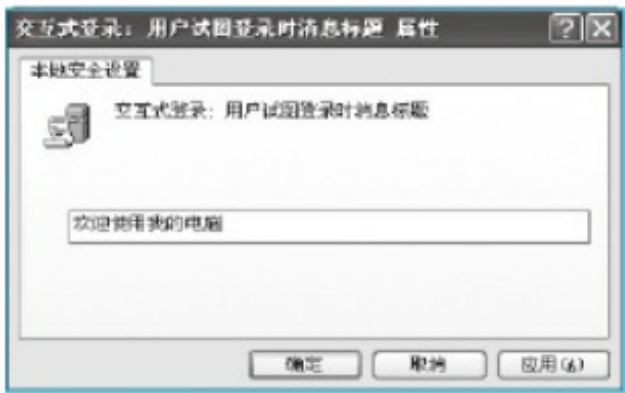 交互式登录: 用户试图登录时消息标题 属性
本地安全设置
交互式登录: 用户试图登录时消息标题
欢迎使用我的电脑
确定
取消
应用(A)